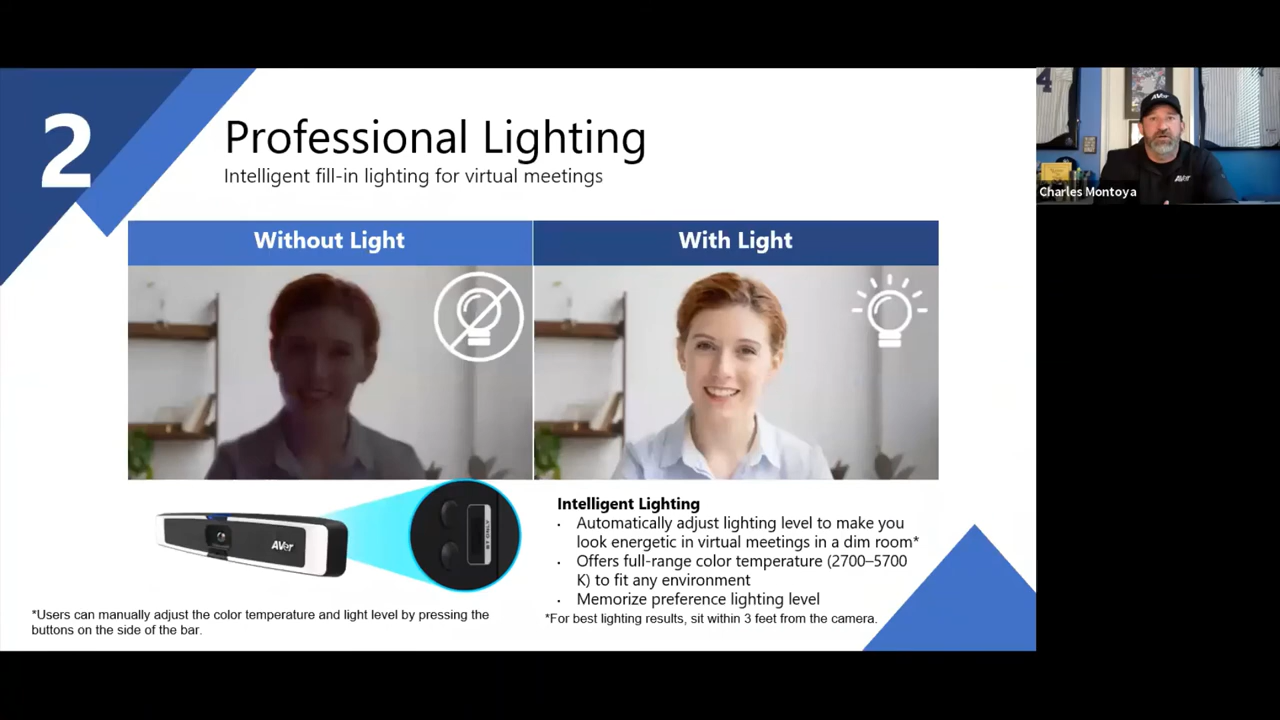 2
Professional Lighting
Intelligent fill-in lighting for virtual meetings
Without Light
With Light
AVer
BT ONLY
Intelligent Lighting
• Automatically adjust lighting level to make you
look energetic in virtual meetings in a dim room*
• Offers full-range color temperature (2700–5700
K) to fit any environment
• Memorize preference lighting level
*Users can manually adjust the color temperature and light level by pressing the
buttons on the side of the bar.
*For best lighting results, sit within 3 feet from the camera.
4
AVer
AVer
Charles Montoya